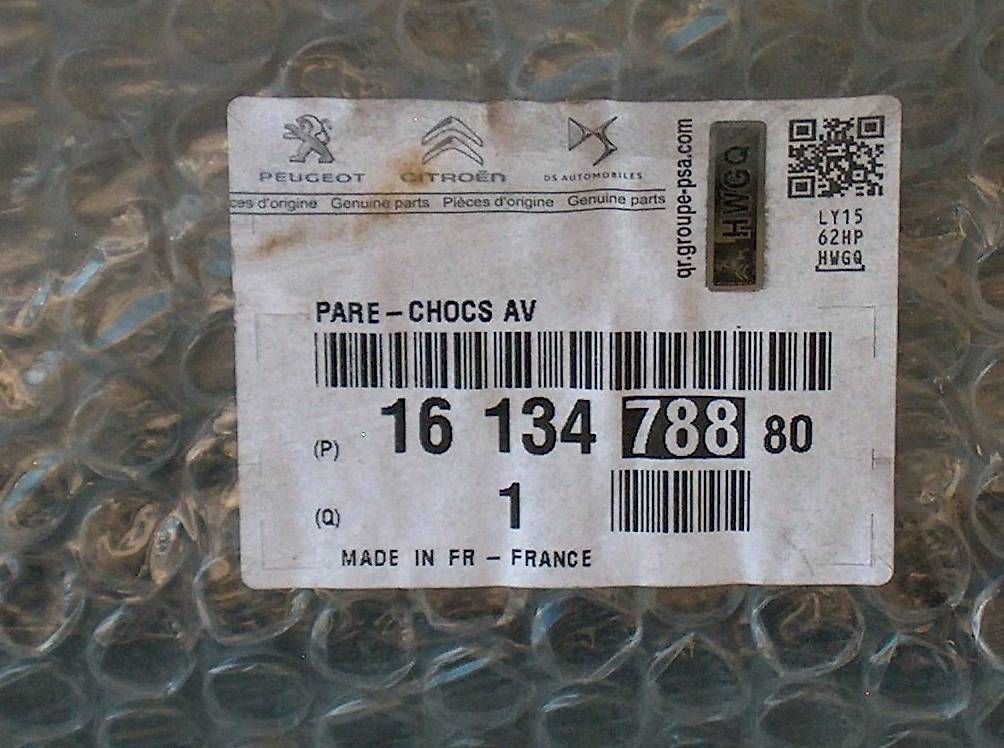 PEUGEOT CITROËN DS AUTOMOBILES
ces d'origine Genuine parts Pièces d'origine Genuine parts
qr.groupe-psa.com
HWGQ
LY15
62HP
HWGQ
PARE-CHOCS AV
(P) 16 134 788 80
(Q) 1
MADE IN FR - FRANCE